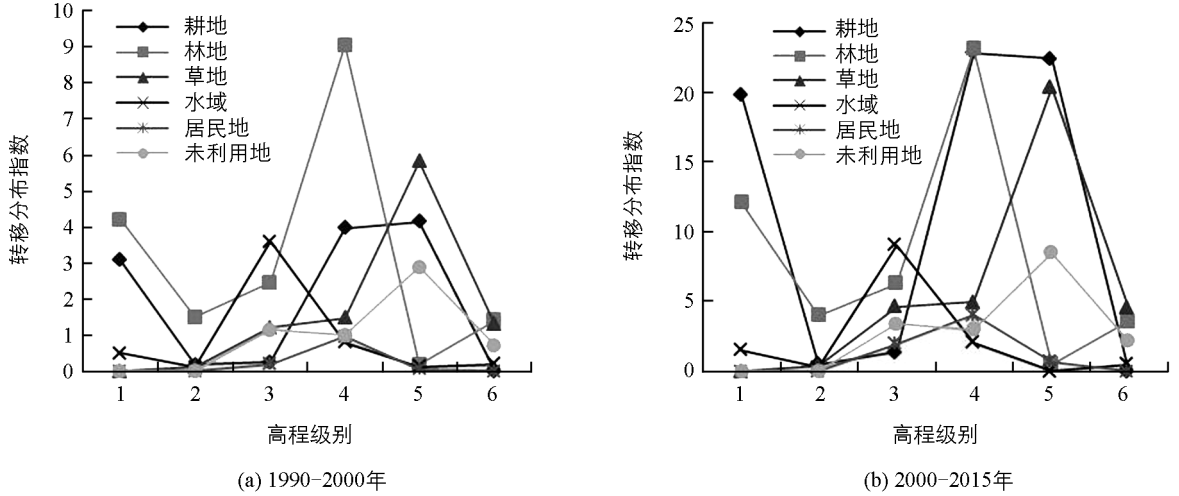 10
9
8
7
6
5
4
3
2
1
0
转移分布指数
耕地
林地
草地
水域
居民地
未利用地
1 2 3 4 5 6
高程级别
(a) 1990-2000年
25
20
15
10
5
0
转移分布指数
耕地
林地
草地
水域
居民地
未利用地
1 2 3 4 5 6
高程级别
(b) 2000-2015年